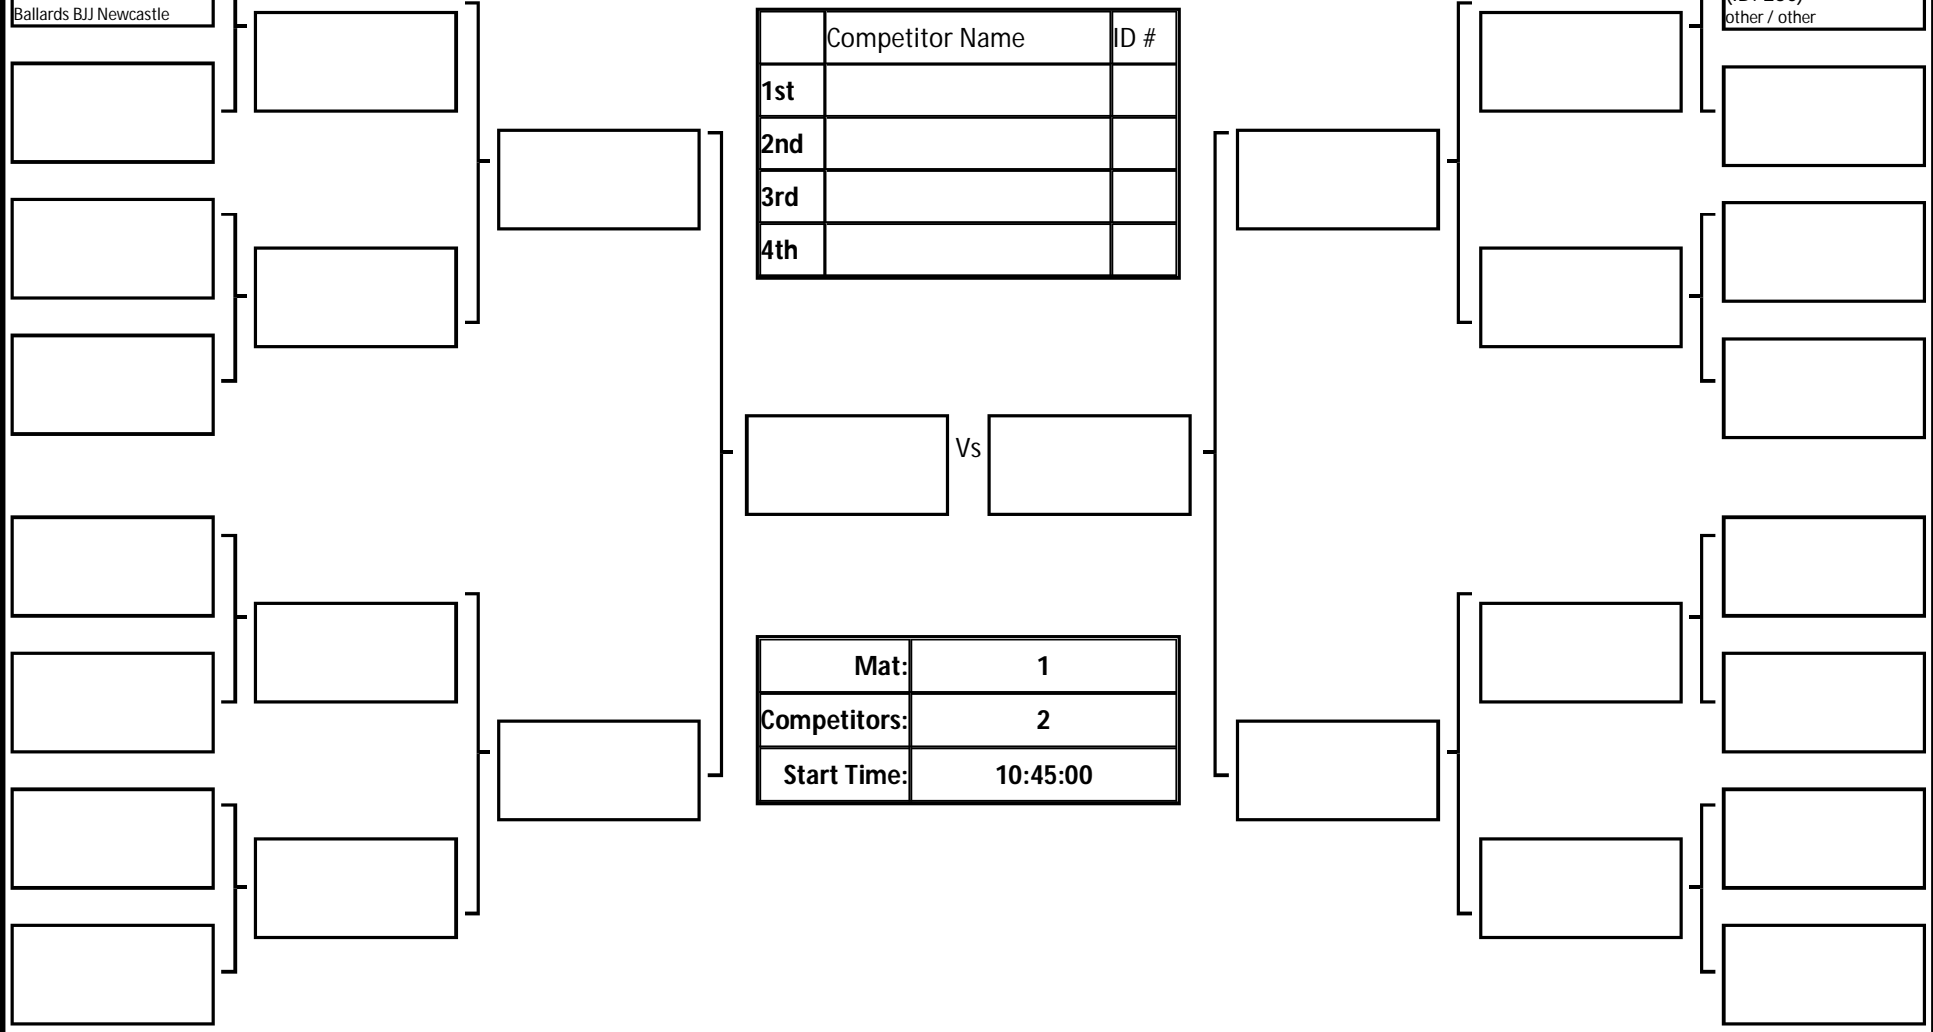 Ballards BJJ Newcastle
other / other
Competitor Name ID #
1st
2nd
3rd
4th
Vs
Mat: 1
Competitors: 2
Start Time: 10:45:00